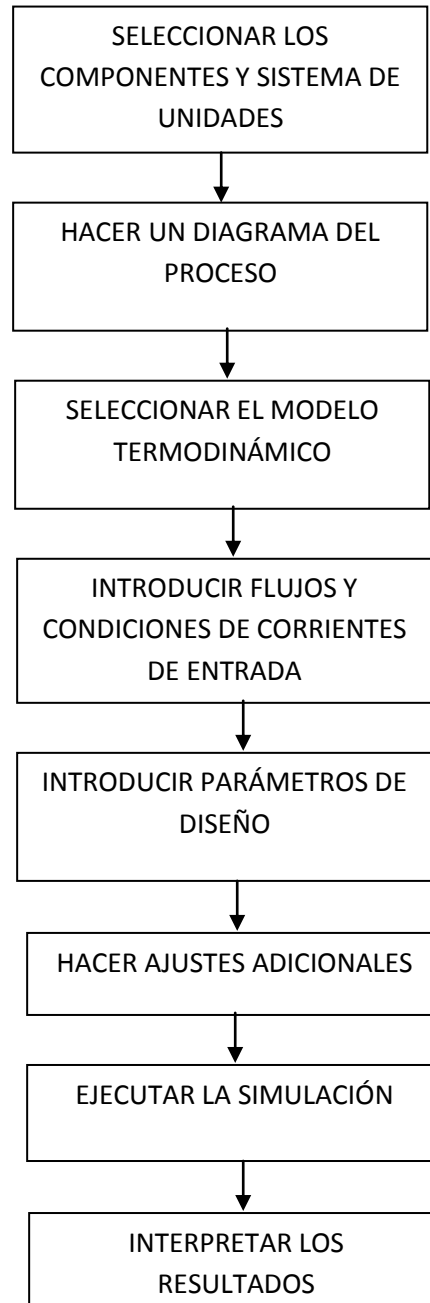 SELECCIONAR LOS
COMPONENTES Y SISTEMA DE
UNIDADES
HACER UN DIAGRAMA DEL
PROCESO
SELECCIONAR EL MODELO
TERMODINÁMICO
INTRODUCIR FLUJOS Y
CONDICIONES DE CORRIENTES
DE ENTRADA
INTRODUCIR PARÁMETROS DE
DISEÑO
HACER AJUSTES ADICIONALES
EJECUTAR LA SIMULACIÓN
INTERPRETAR LOS
RESULTADOS